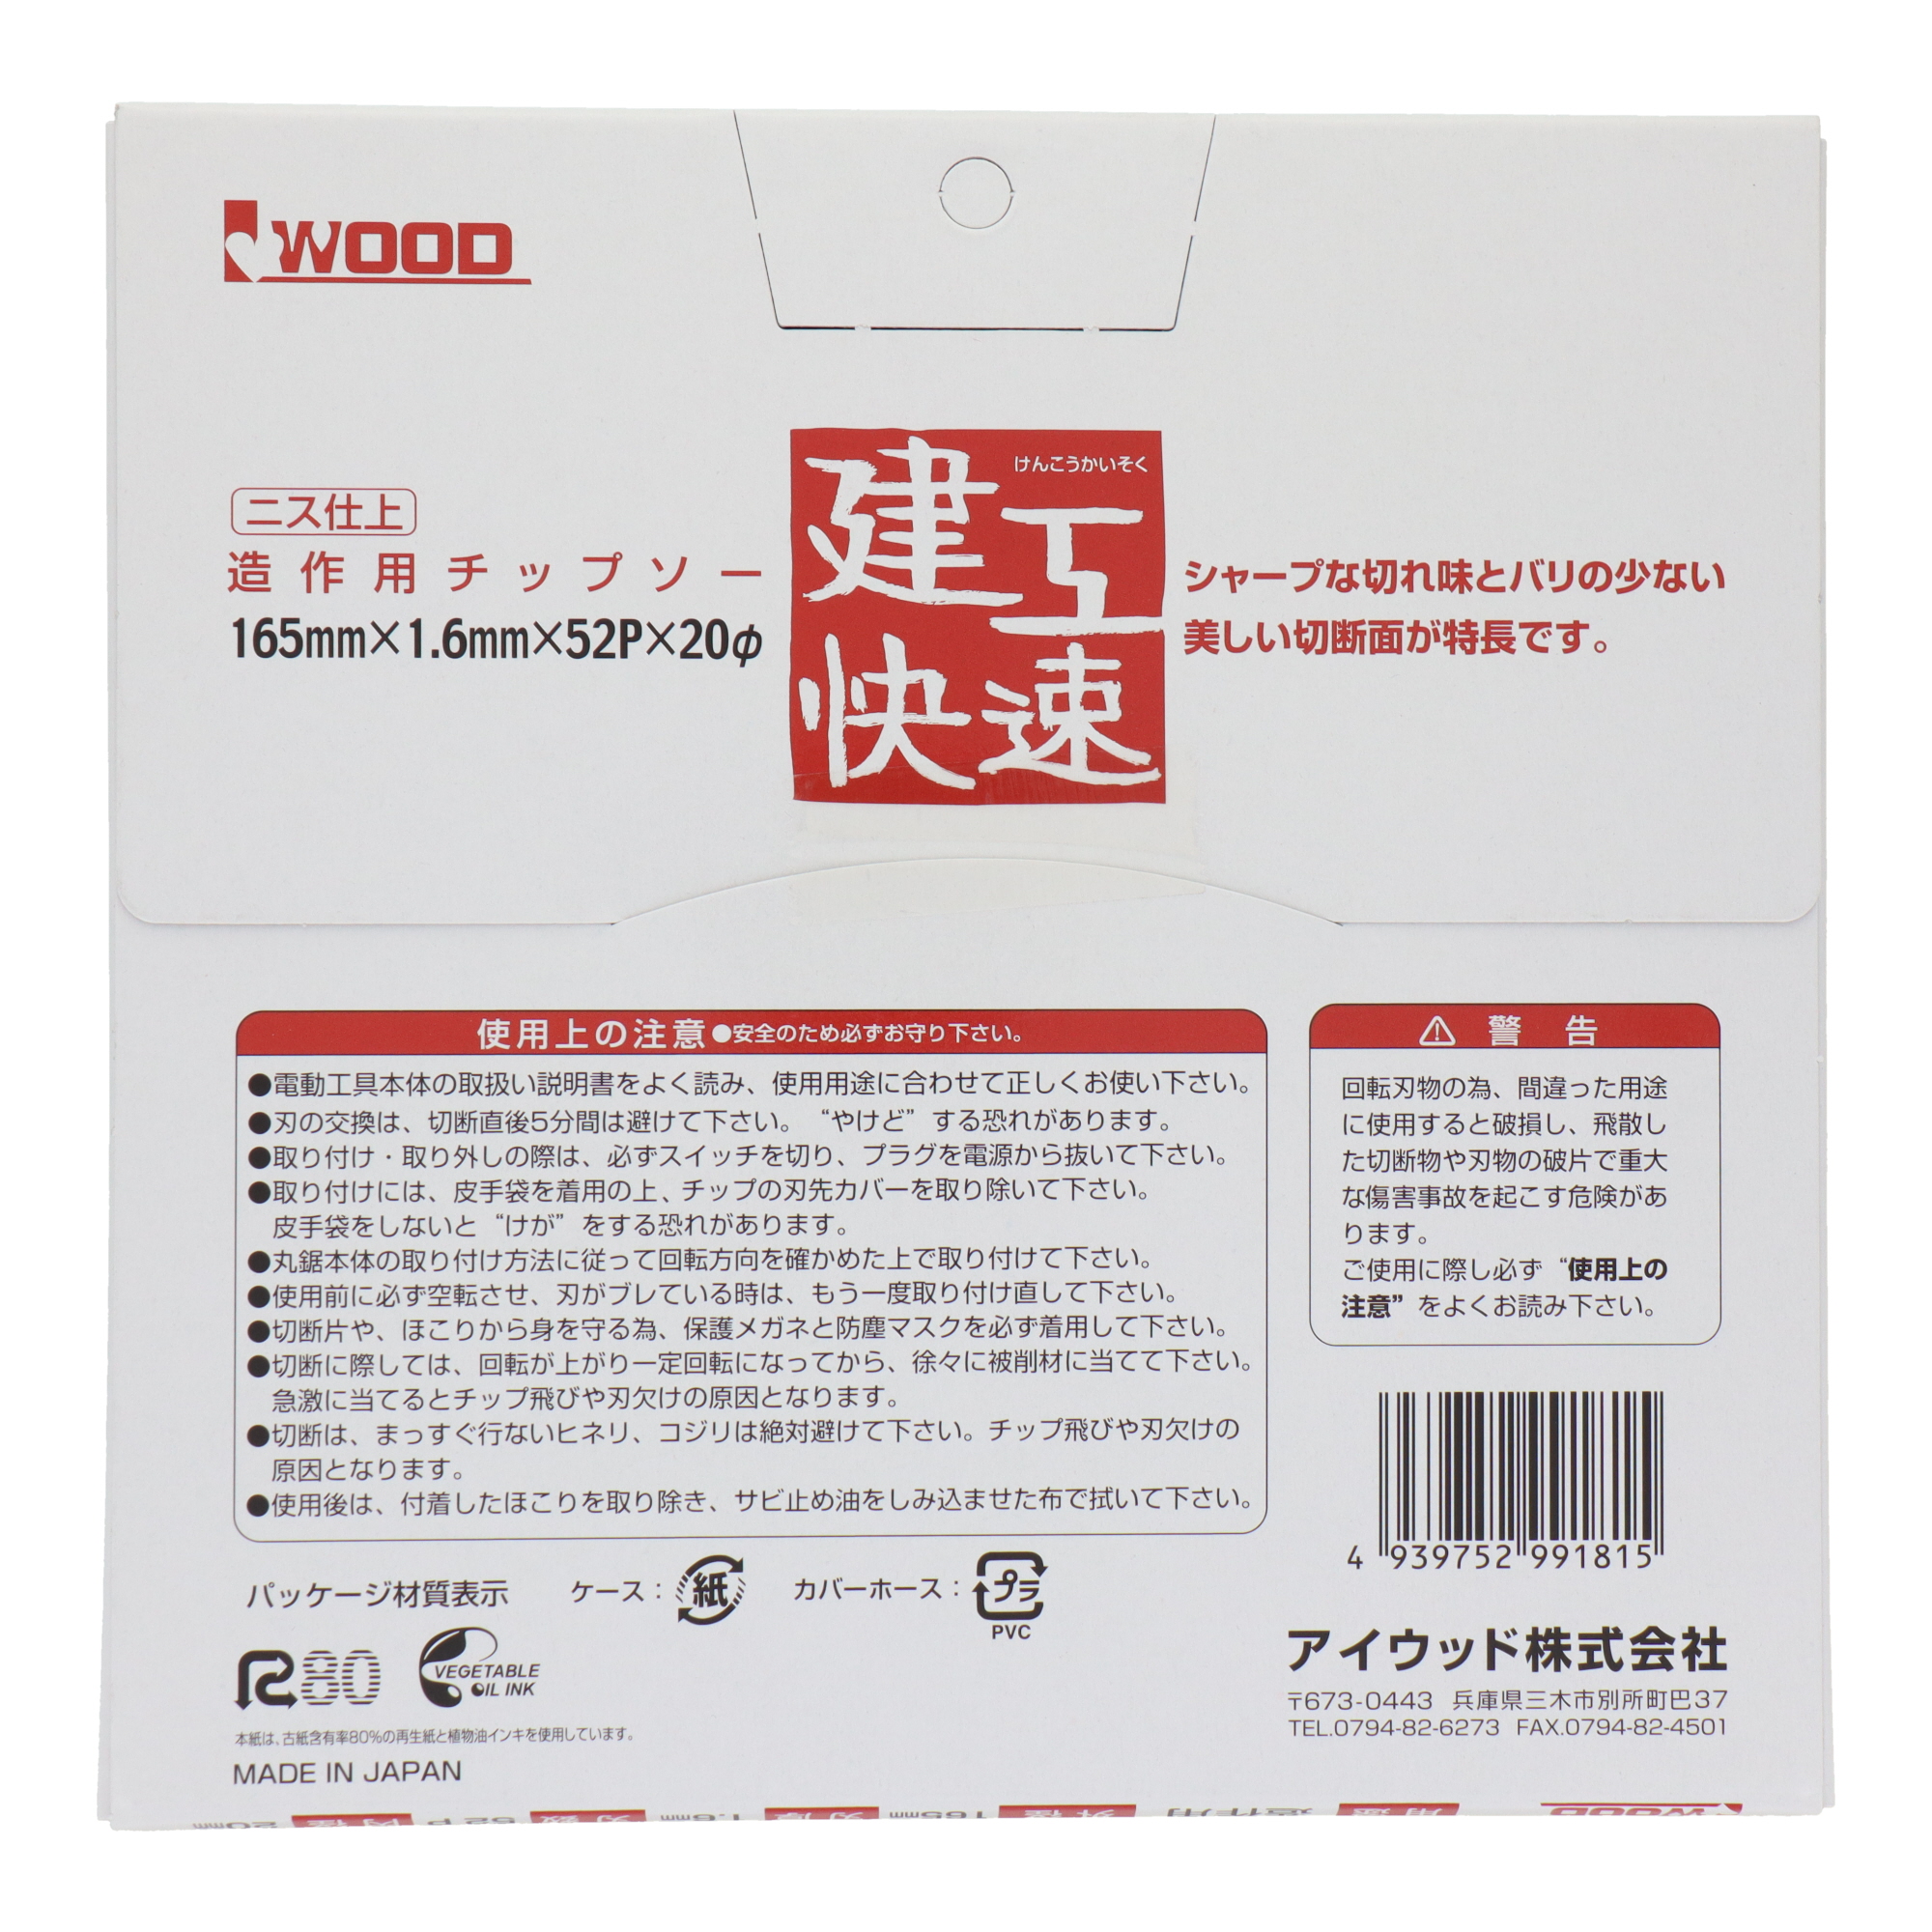 WOOD
けんこうかいそく
建工
快速
ニス仕上
造作用チップソー
165mm×1.6mm×52P×20φ
シャープな切れ味とバリの少ない
美しい切断面が特長です。
使用上の注意●安全のため必ずお守り下さい。
●電動工具本体の取扱い説明書をよく読み、使用用途に合わせて正しくお使い下さい。
●刃の交換は、切断直後5分間は避けて下さい。“やけど”する恐れがあります。
●取り付け・取り外しの際は、必ずスイッチを切り、プラグを電源から抜いて下さい。
●取り付けには、皮手袋を着用の上、チップの刃先カバーを取り除いて下さい。
皮手袋をしないと“けが”をする恐れがあります。
●丸鋸本体の取り付け方法に従って回転方向を確かめた上で取り付けて下さい。
●使用前に必ず空転させ、刃がブレている時は、もう一度取り付け直して下さい。
●切断片や、ほこりから身を守る為、保護メガネと防塵マスクを必ず着用して下さい。
●切断に際しては、回転が上がり一定回転になってから、徐々に被削材に当てて下さい。
急激に当てるとチップ飛びや刃欠けの原因となります。
●切断は、まっすぐ行ないヒネリ、コジリは絶対避けて下さい。チップ飛びや刃欠けの
原因となります。
●使用後は、付着したほこりを取り除き、サビ止め油をしみ込ませた布で拭いて下さい。
⚠ 警告
回転刃物の為、間違った用途
に使用すると破損し、飛散し
た切断物や刃物の破片で重大
な傷害事故を起こす危険があ
ります。
ご使用に際し必ず“使用上の
注意”をよくお読み下さい。
4 939752 991815
パッケージ材質表示 ケース：紙 カバーホース：プラ
PVC
R80
VEGETABLE
OIL INK
本紙は、古紙含有率80%の再生紙と植物油インキを使用しています。
MADE IN JAPAN
アイウッド株式会社
〒673-0443 兵庫県三木市別所町巴37
TEL.0794-82-6273 FAX.0794-82-4501